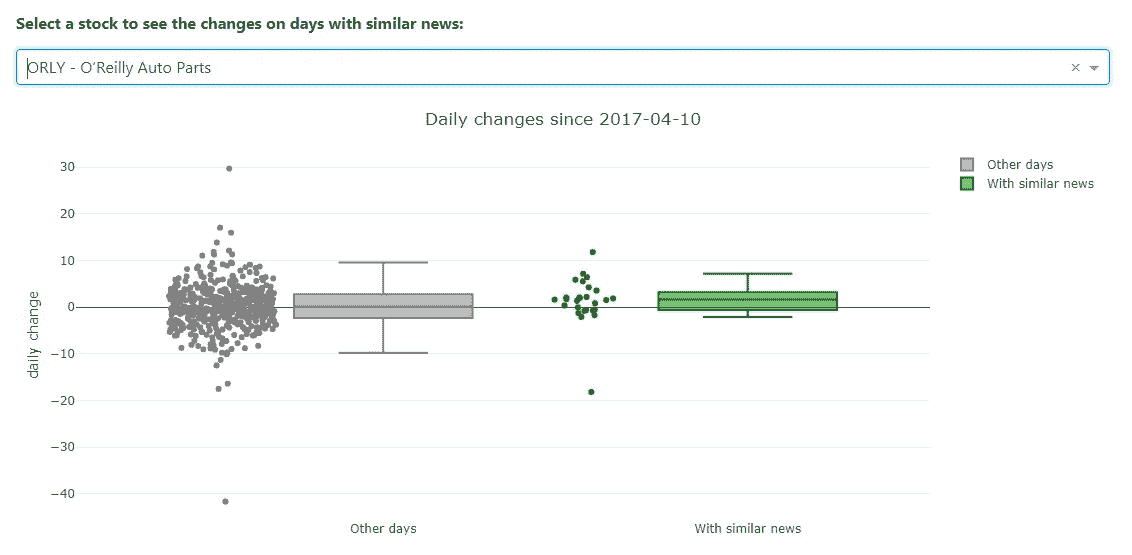 Select a stock to see the changes on days with similar news:
ORLY - O'Reilly Auto Parts
Daily changes since 2017-04-10
Other days
With similar news
daily change
30
20
10
0
−10
−20
−30
−40
Other days
With similar news